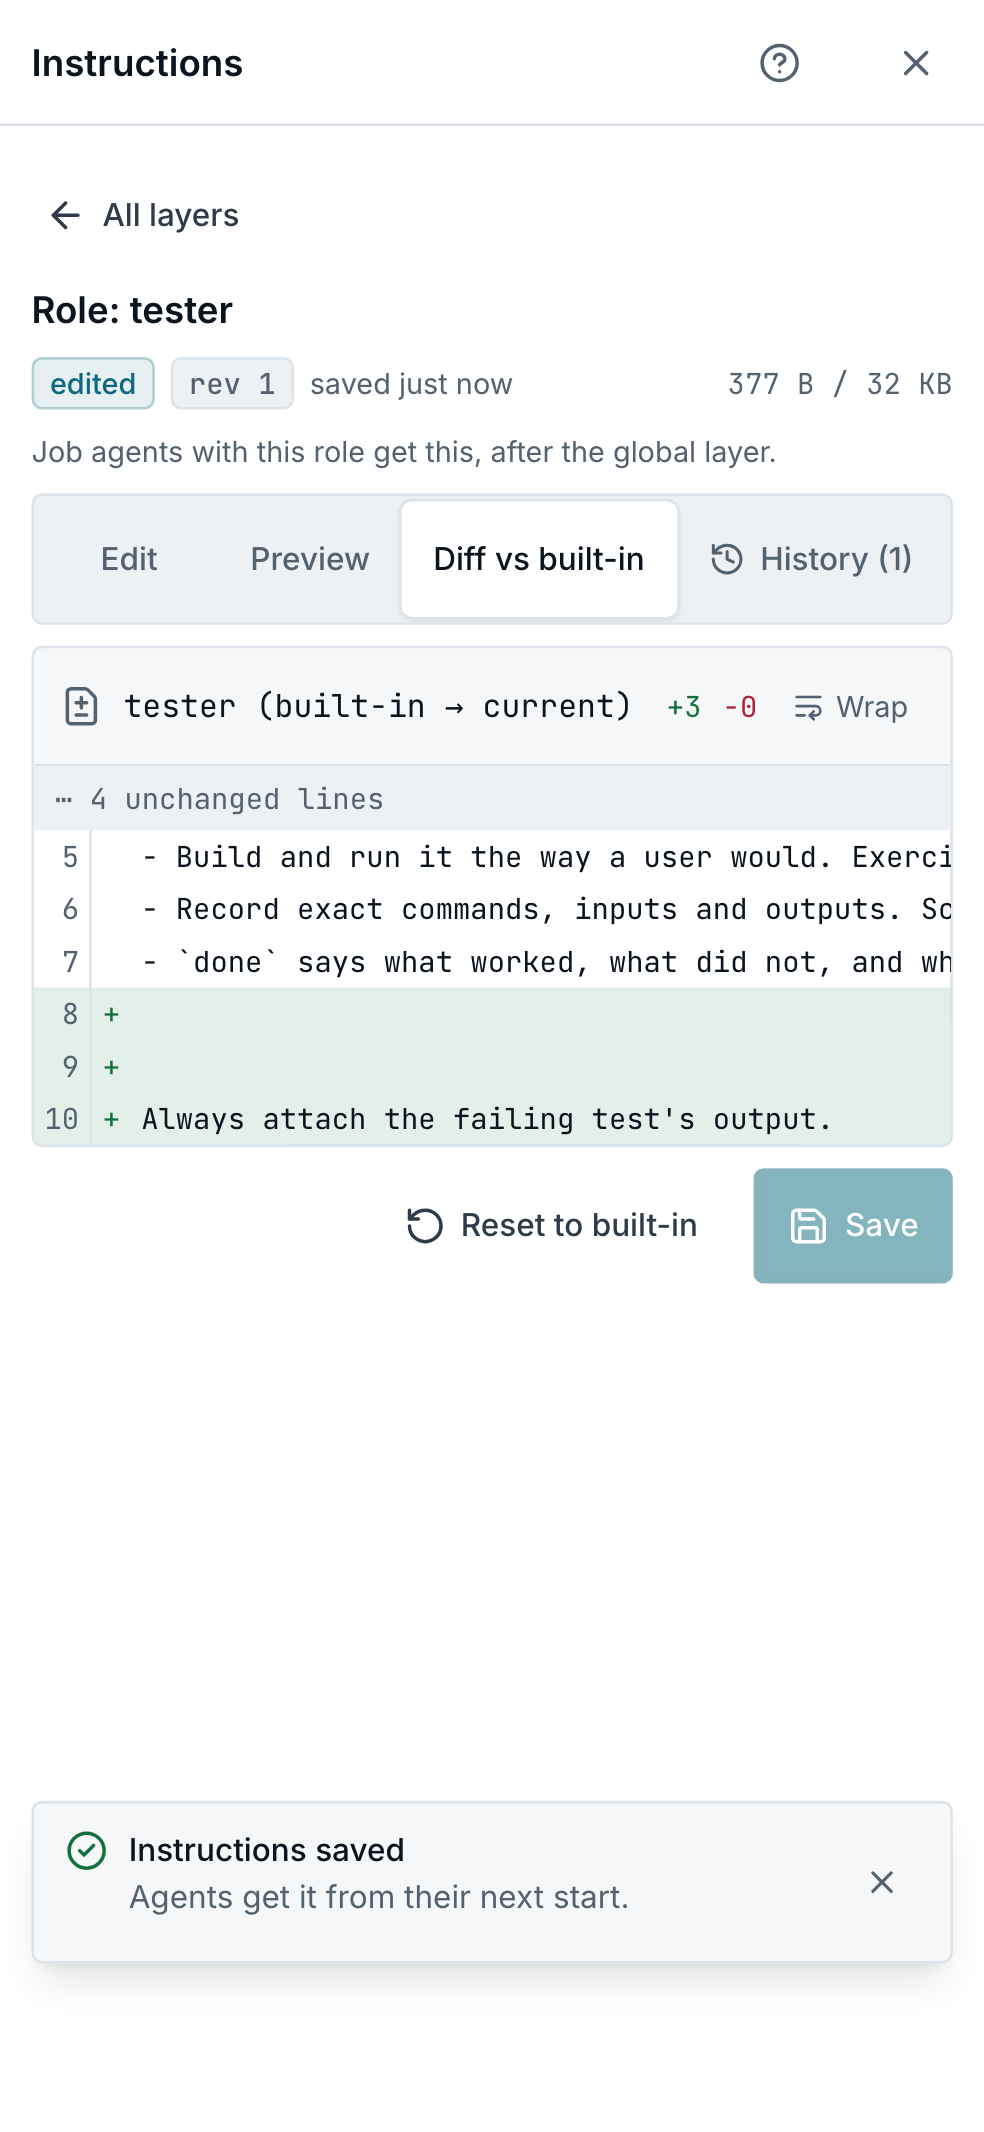 Instructions
All layers
Role: tester
edited rev 1 saved just now 377 B / 32 KB
Job agents with this role get this, after the global layer.
Edit Preview Diff vs built-in History (1)
tester (built-in → current) +3 -0 Wrap
⋯ 4 unchanged lines
5 - Build and run it the way a user would. Exerci
6 - Record exact commands, inputs and outputs. Sc
7 - `done` says what worked, what did not, and wh
8 +
9 +
10 + Always attach the failing test's output.
Reset to built-in Save
Instructions saved
Agents get it from their next start.